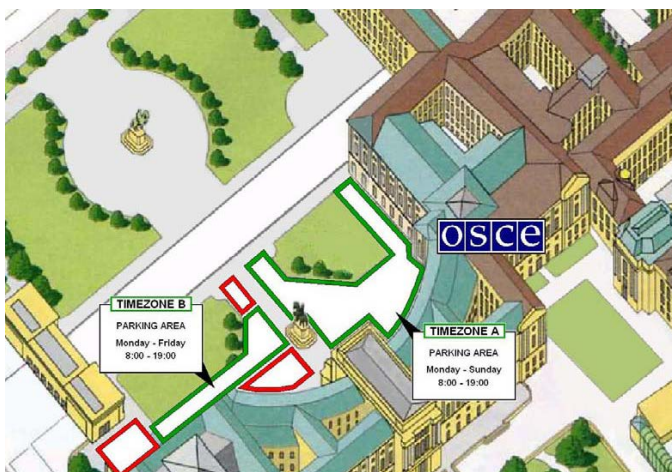 OSCE
TIMEZONE B
PARKING AREA
Monday - Friday
8:00 - 19:00
TIMEZONE A
PARKING AREA
Monday - Sunday
8:00 - 19:00